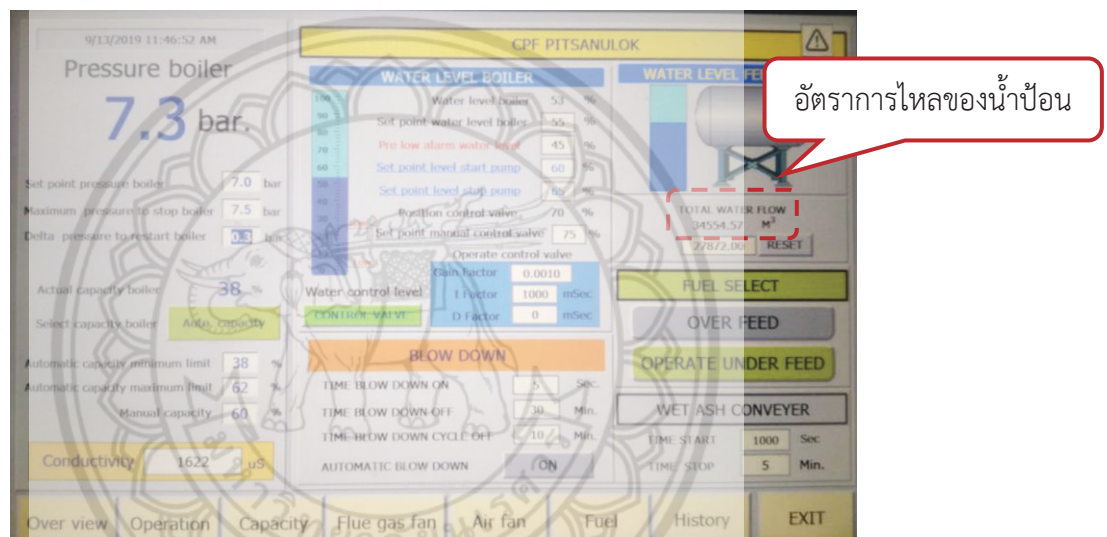 9/13/2019 11:46:52 AM
CPF PITSANULOK
Pressure boiler
7.3 bar.
Set point pressure boiler 7.0 bar
Maximum pressure to stop boiler 7.5 bar
Delta pressure to restart boiler 0.3 bar
Actual capacity boiler 38 %
Select capacity boiler Auto. capacity
Automatic capacity minimum limit 38 %
Automatic capacity maximum limit 62 %
Manual capacity 60 %
Conductivity 1622 uS
WATER LEVEL BOILER
100
90
80
70
60
50
40
Water level boiler 53 %
Set point water level boiler 55 %
Pre low alarm water level 45 %
Set point level start pump 60 %
Set point level stop pump 65 %
Position control valve 70 %
Set point manual control valve 75 %
Operate control valve
Gain Factor 0.0010
Water control level I Factor 1000 mSec
CONTROL VALVE D Factor 0 mSec
BLOW DOWN
TIME BLOW DOWN ON 5 Sec.
TIME BLOW DOWN OFF 30 Min.
TIME BLOW DOWN CYCLE OFF 10 Min.
AUTOMATIC BLOW DOWN ON
WATER LEVEL
อัตราการไหลของน้ำป้อน
TOTAL WATER FLOW
34554.57 M³
27872.00 RESET
FUEL SELECT
OVER FEED
OPERATE UNDER FEED
WET ASH CONVEYER
TIME START 1000 Sec
TIME STOP 5 Min.
Over view Operation Capacity Flue gas fan Air fan Fuel History EXIT